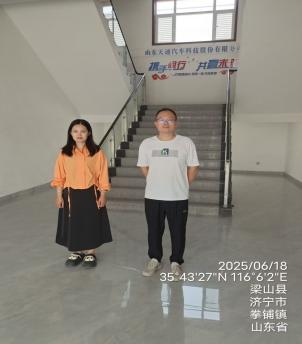 山东天通汽车科技股份有限公司
携手同行 共赢未来
2025/06/18
35°43'27"N 116°6'2"E
梁山县
济宁市
拳铺镇
山东省